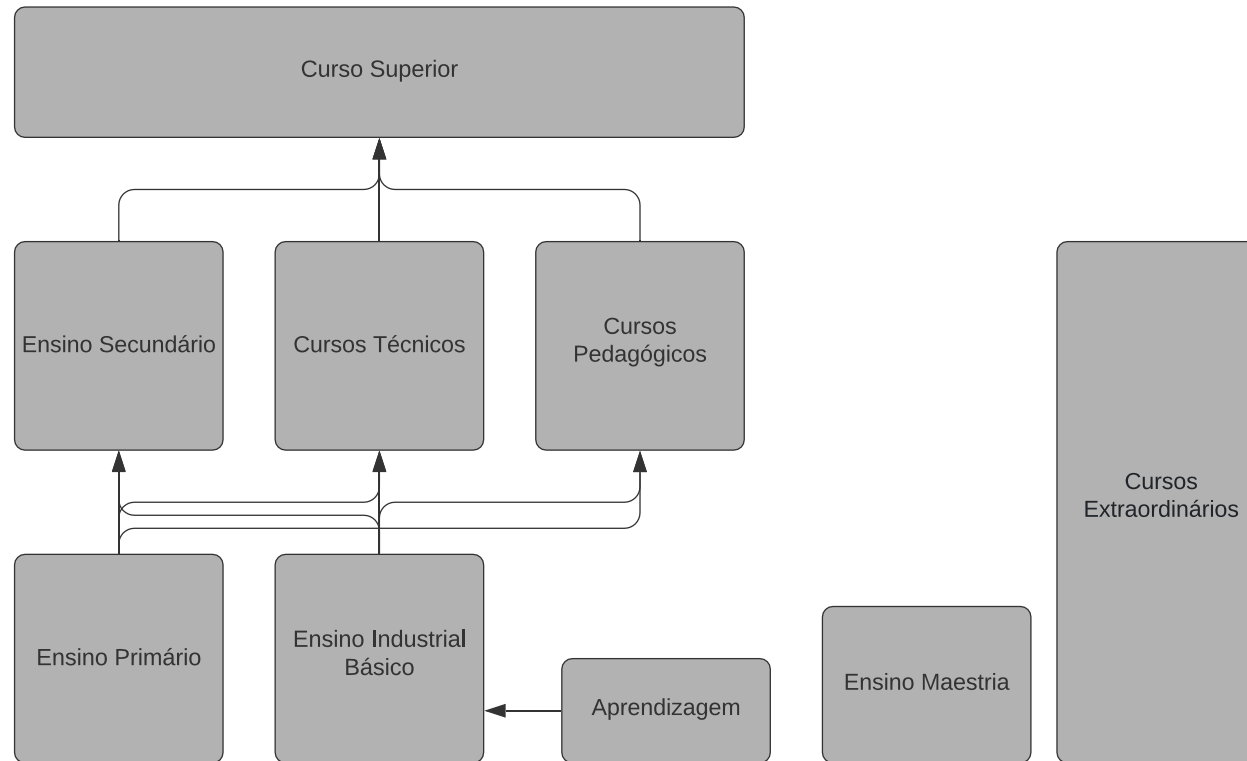 Curso Superior
Ensino Secundário
Cursos Técnicos
Cursos
Pedagógicos
Cursos
Extraordinários
Ensino Primário
Ensino Industrial
Básico
Aprendizagem
Ensino Maestria